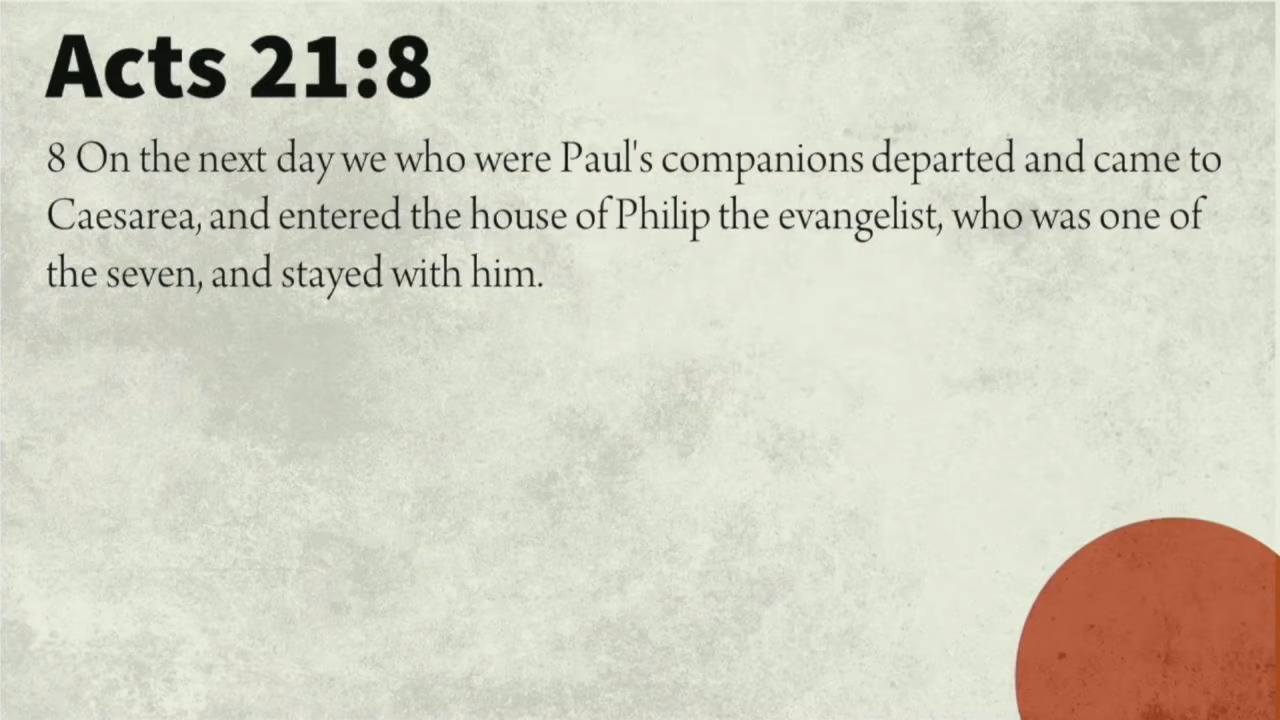 Acts 21:8
8 On the next day we who were Paul's companions departed and came to
Caesarea, and entered the house of Philip the evangelist, who was one of
the seven, and stayed with him.